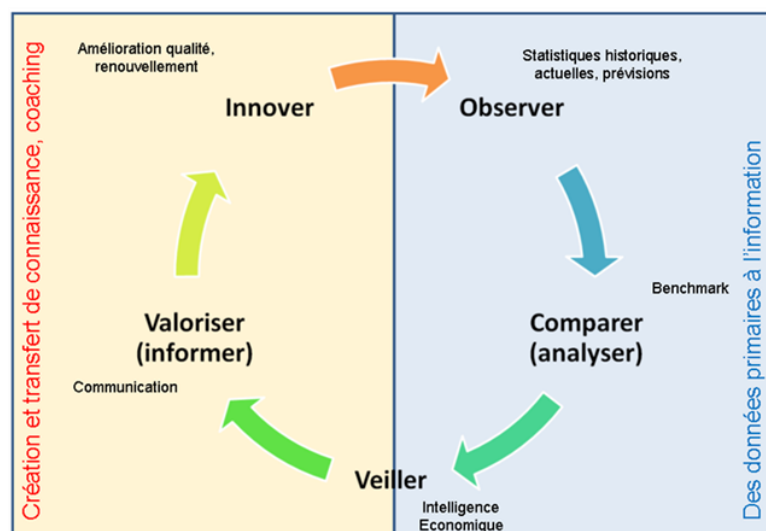 Création et transfert de connaissance, coaching
Amélioration qualité,
renouvellement
Innover
Statistiques historiques,
actuelles, prévisions
Observer
Benchmark
Comparer
(analyser)
Valoriser
(informer)
Communication
Veiller
Intelligence
Economique
Des données primaires à l'information